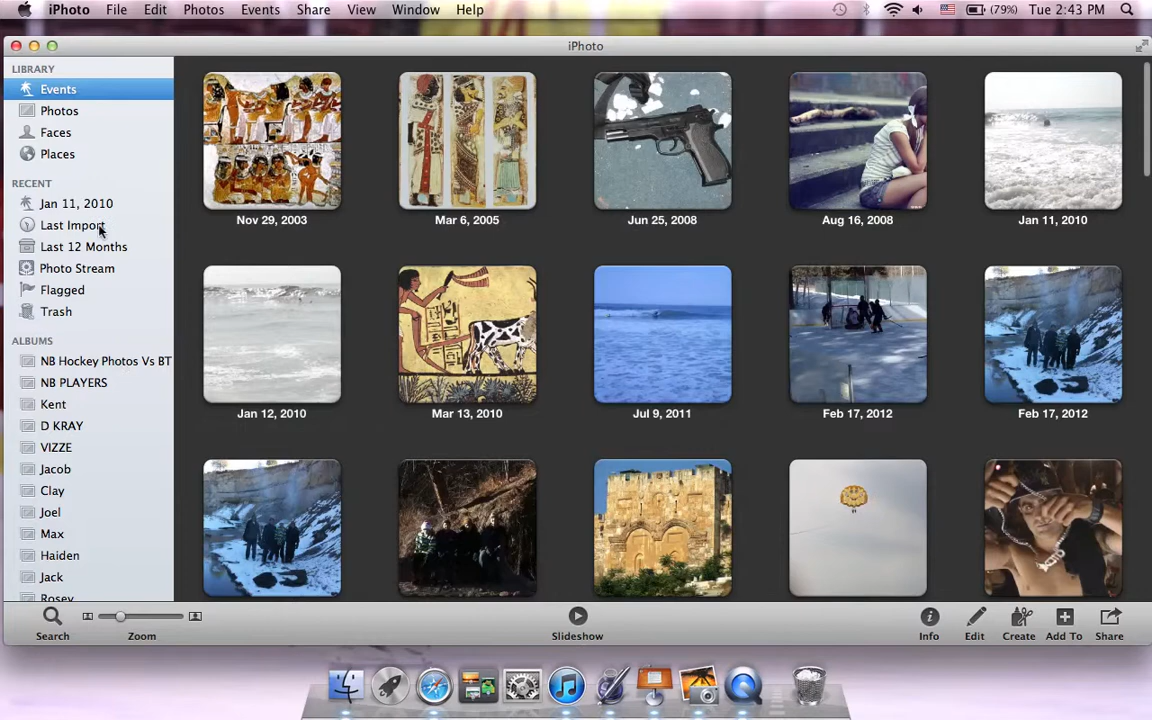 iPhoto File Edit Photos Events Share View Window Help (79%) Tue 2:43 PM
iPhoto
LIBRARY
Events
Photos
Faces
Places
RECENT
Jan 11, 2010
Last Import
Last 12 Months
Photo Stream
Flagged
Trash
ALBUMS
NB Hockey Photos Vs BT
NB PLAYERS
Kent
D KRAY
VIZZE
Jacob
Clay
Joel
Max
Haiden
Jack
Rosey
Nov 29, 2003 Mar 6, 2005 Jun 25, 2008 Aug 16, 2008 Jan 11, 2010
Jan 12, 2010 Mar 13, 2010 Jul 9, 2011 Feb 17, 2012 Feb 17, 2012
Search Zoom Slideshow Info Edit Create Add To Share